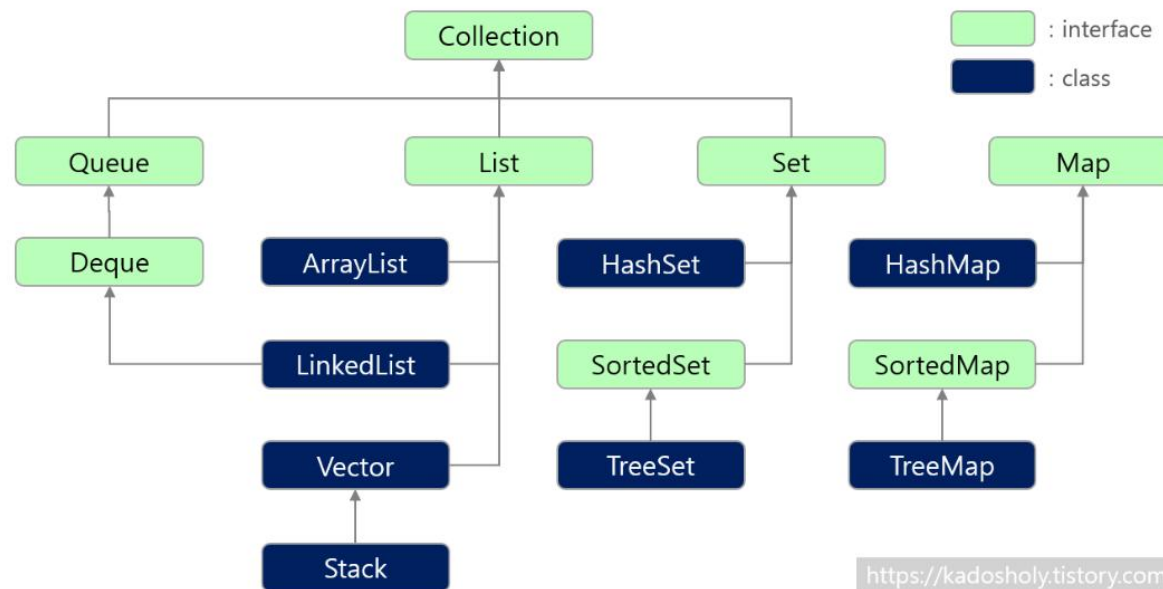 Collection
: interface
: class
Queue
List
Set
Map
Deque
ArrayList
HashSet
HashMap
LinkedList
SortedSet
SortedMap
Vector
TreeSet
TreeMap
Stack
https://kadosholy.tistory.com